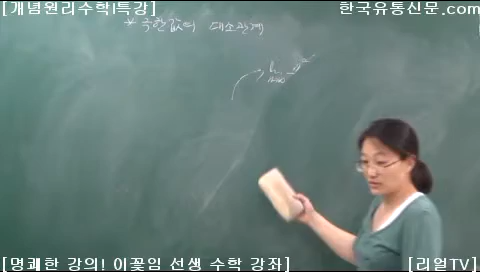 [개념원리수학I특강]
한국유통신문.com
* 극한값의 대소관계
[명쾌한 강의! 이꽃임 선생 수학 강좌]
[리얼TV]